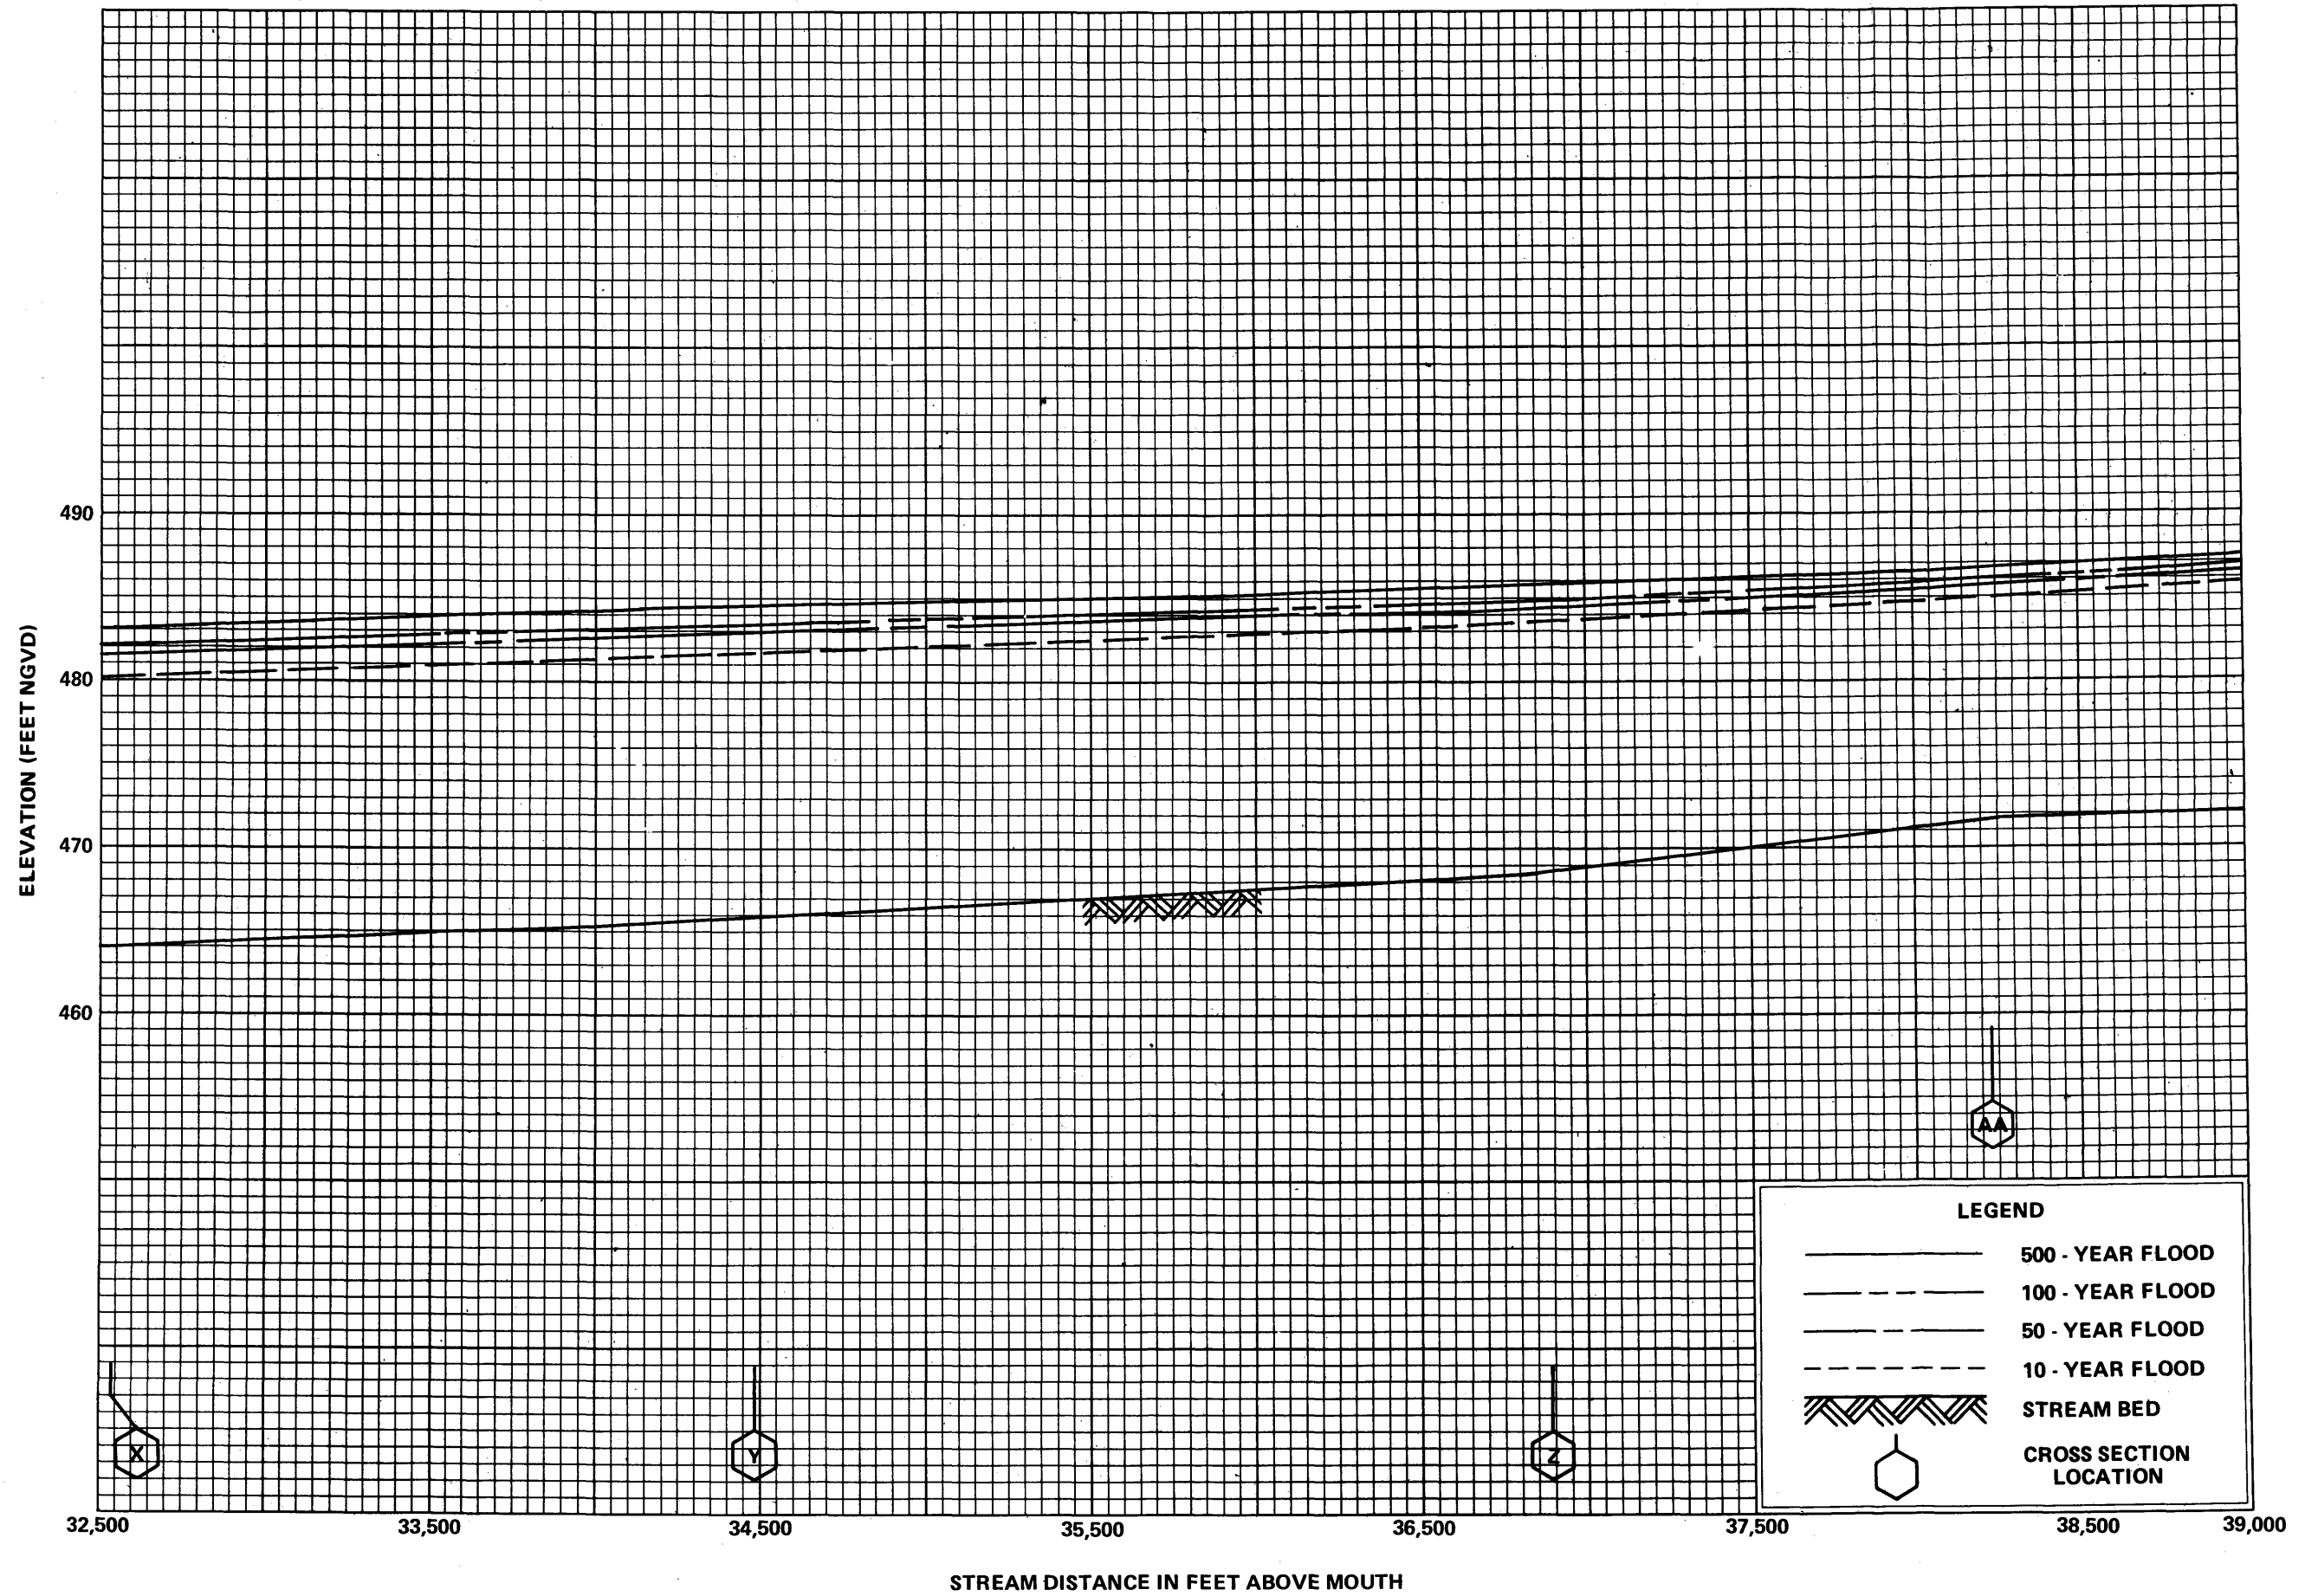 ELEVATION (FEET NGVD)
490
480
470
460
X
Y
Z
AA
LEGEND
500 - YEAR FLOOD
100 - YEAR FLOOD
50 - YEAR FLOOD
10 - YEAR FLOOD
STREAM BED
CROSS SECTION
LOCATION
32,500
33,500
34,500
35,500
36,500
37,500
38,500
39,000
STREAM DISTANCE IN FEET ABOVE MOUTH